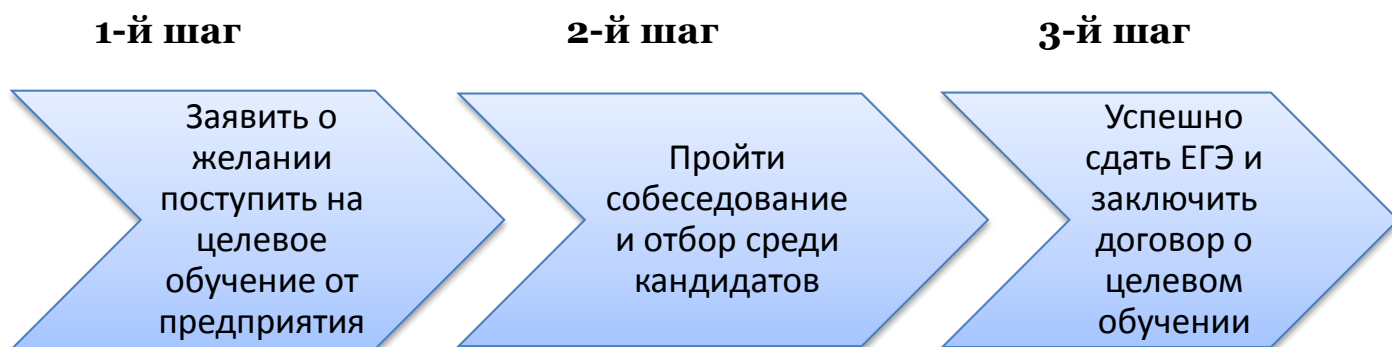 1-й шаг
2-й шаг
3-й шаг
Заявить о
желании
поступить на
целевое
обучение от
предприятия
Пройти
собеседование
и отбор среди
кандидатов
Успешно
сдать ЕГЭ и
заключить
договор о
целевом
обучении